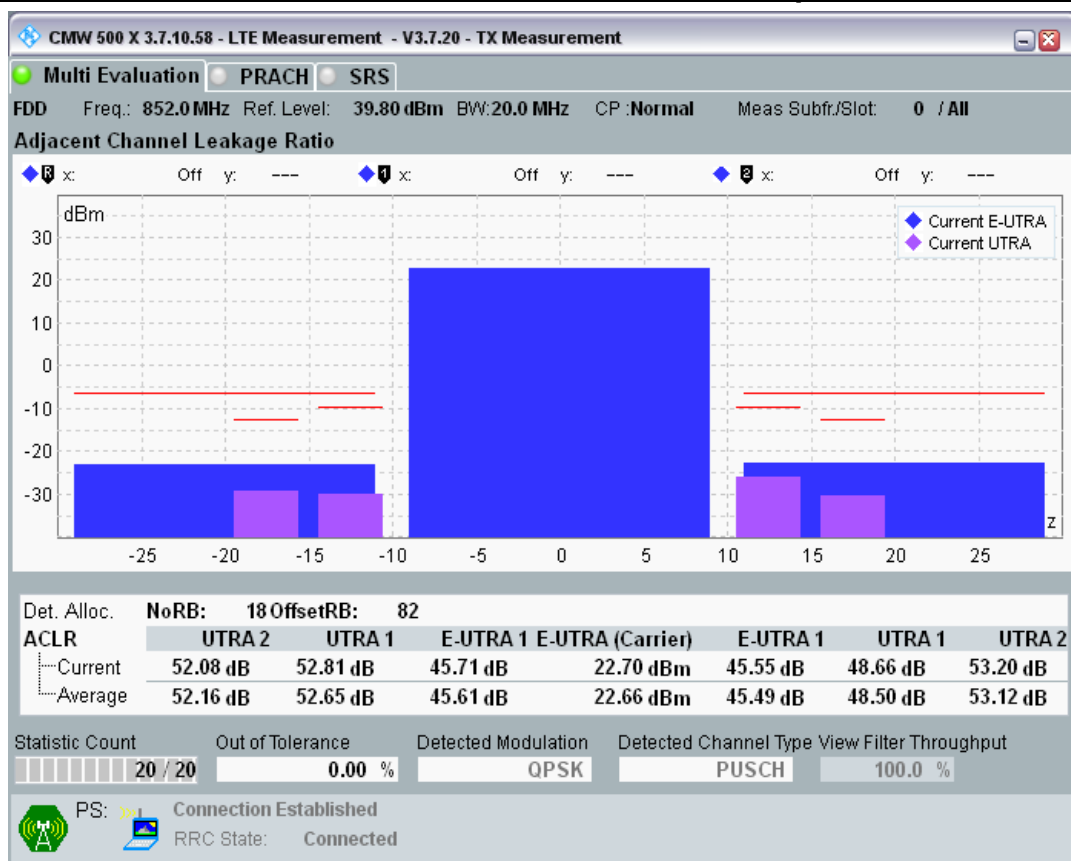 CMW 500 X 3.7.10.58 - LTE Measurement - V3.7.20 - TX Measurement
Multi Evaluation PRACH SRS
FDD Freq.: 852.0 MHz Ref. Level: 39.80 dBm BW:20.0 MHz CP :Normal Meas Subfr./Slot: 0 / All
Adjacent Channel Leakage Ratio
R x: Off y: --- 1 x: Off y: --- 2 x: Off y: ---
dBm
Current E-UTRA
Current UTRA
30
20
10
0
-10
-20
-30
z
-25 -20 -15 -10 -5 0 5 10 15 20 25
Det. Alloc. NoRB: 18 OffsetRB: 82
ACLR UTRA 2 UTRA 1 E-UTRA 1 E-UTRA (Carrier) E-UTRA 1 UTRA 1 UTRA 2
Current 52.08 dB 52.81 dB 45.71 dB 22.70 dBm 45.55 dB 48.66 dB 53.20 dB
Average 52.16 dB 52.65 dB 45.61 dB 22.66 dBm 45.49 dB 48.50 dB 53.12 dB
Statistic Count Out of Tolerance Detected Modulation Detected Channel Type View Filter Throughput
20 / 20 0.00 % QPSK PUSCH 100.0 %
PS: Connection Established
RRC State: Connected